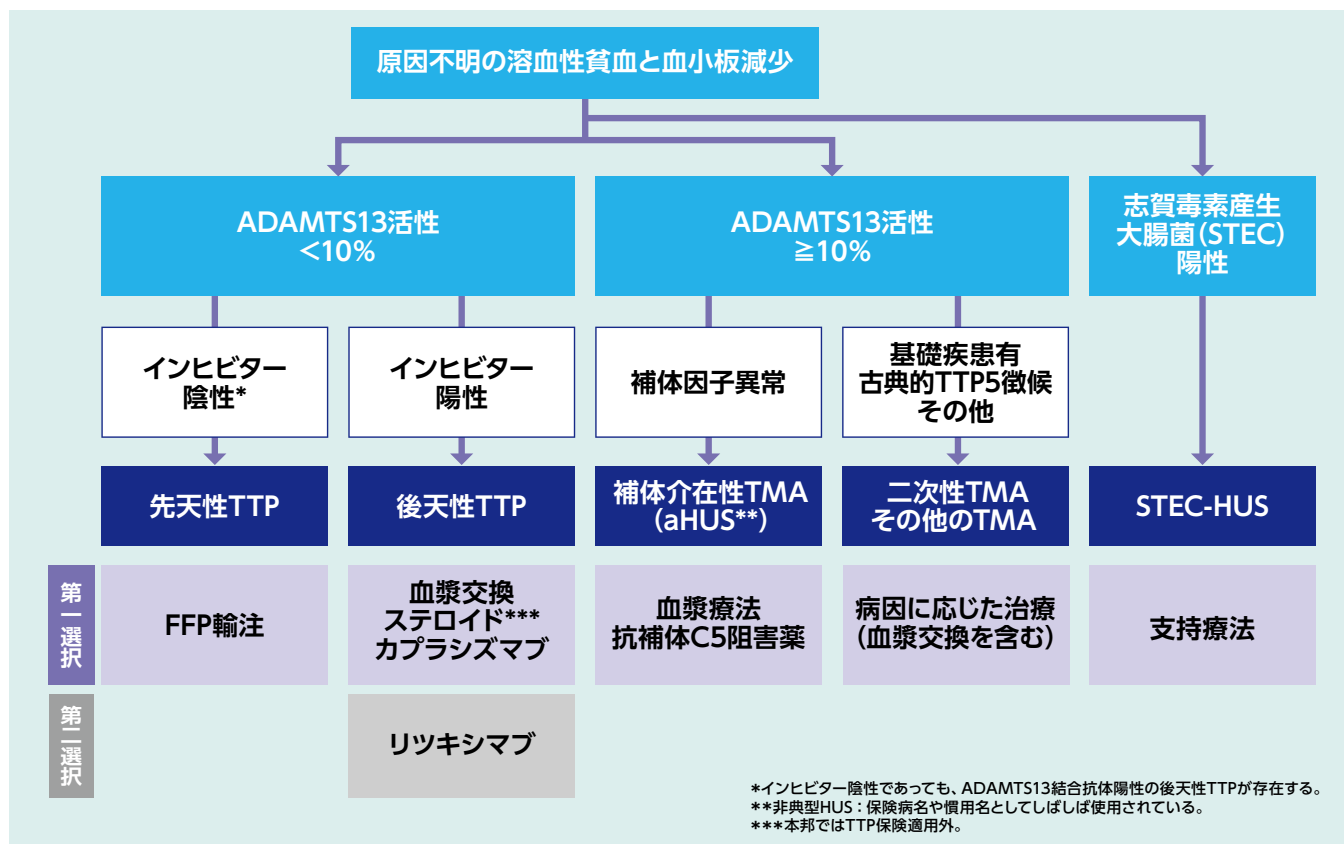 原因不明の溶血性貧血と血小板減少
ADAMTS13活性
<10%
ADAMTS13活性
≧10%
志賀毒素産生
大腸菌(STEC)
陽性
インヒビター
陰性*
インヒビター
陽性
補体因子異常
基礎疾患有
古典的TTP5徴候
その他
先天性TTP
後天性TTP
補体介在性TMA
(aHUS**)
二次性TMA
その他のTMA
STEC-HUS
第一選択
FFP輸注
血漿交換
ステロイド***
カプラシズマブ
血漿療法
抗補体C5阻害薬
病因に応じた治療
(血漿交換を含む)
支持療法
第二選択
リツキシマブ
*インヒビター陰性であっても、ADAMTS13結合抗体陽性の後天性TTPが存在する。
**非典型HUS:保険病名や慣用名としてしばしば使用されている。
***本邦ではTTP保険適用外。